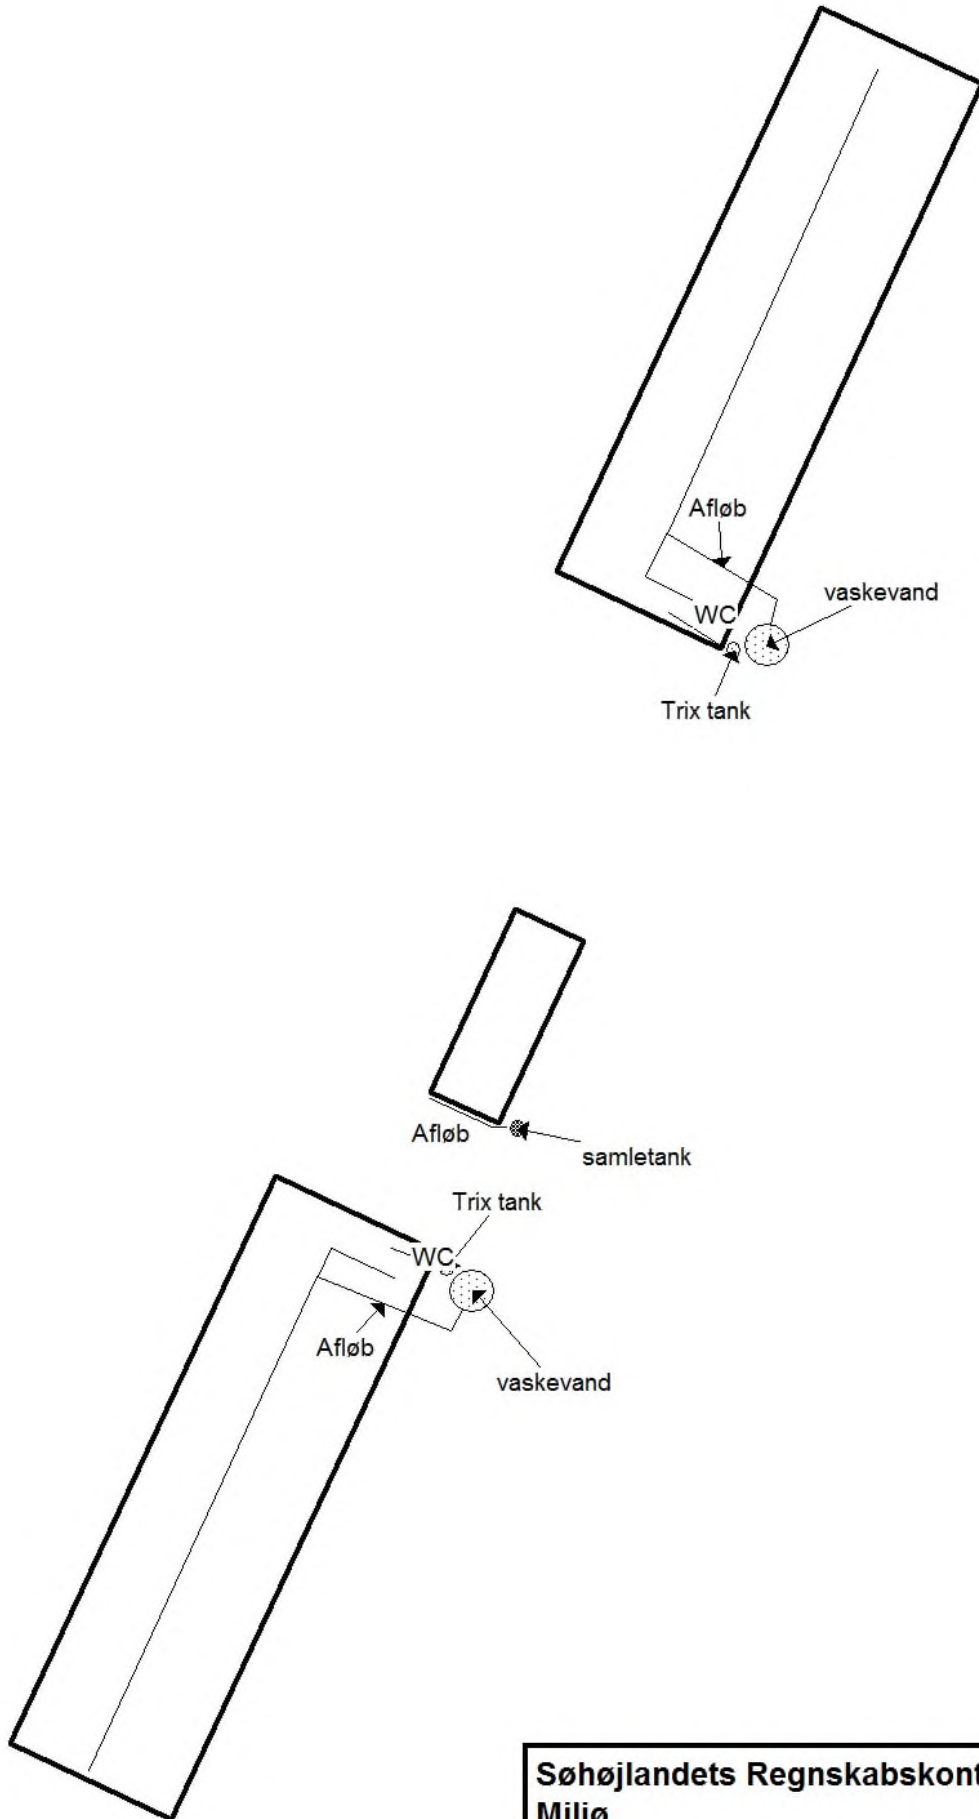 Afløb
vaskevand
WC
Trix tank
Afløb
samletank
Trix tank
WC
Afløb
vaskevand
Søhøjlandets Regnskabskont
Miljø